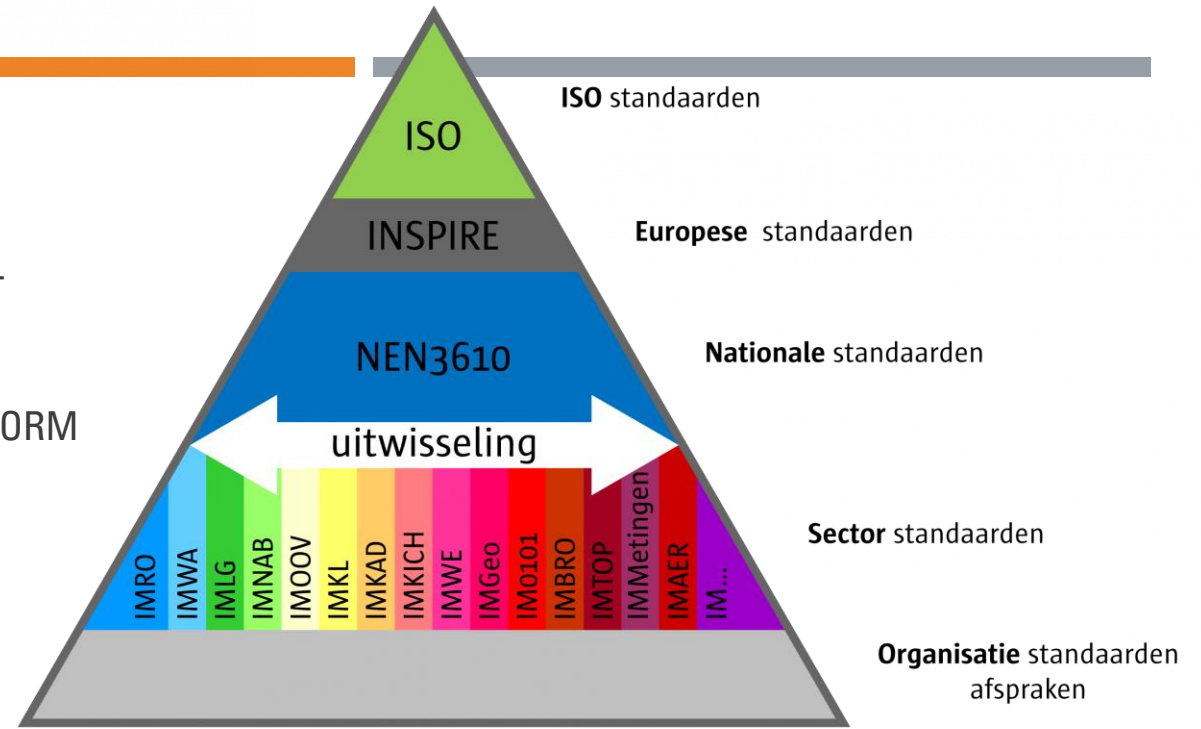 ISO standaarden
ISO
INSPIRE
Europese standaarden
NEN3610
Nationale standaarden
ORM
uitwisseling
IMRO
IMWA
IMLG
IMNAB
IMOOV
IMKL
IMKAD
IMKICH
IMWE
IMGeo
IM0101
IMBRO
IMTOP
IMMetingen
IMAER
IM...
Sector standaarden
Organisatie standaarden
afspraken